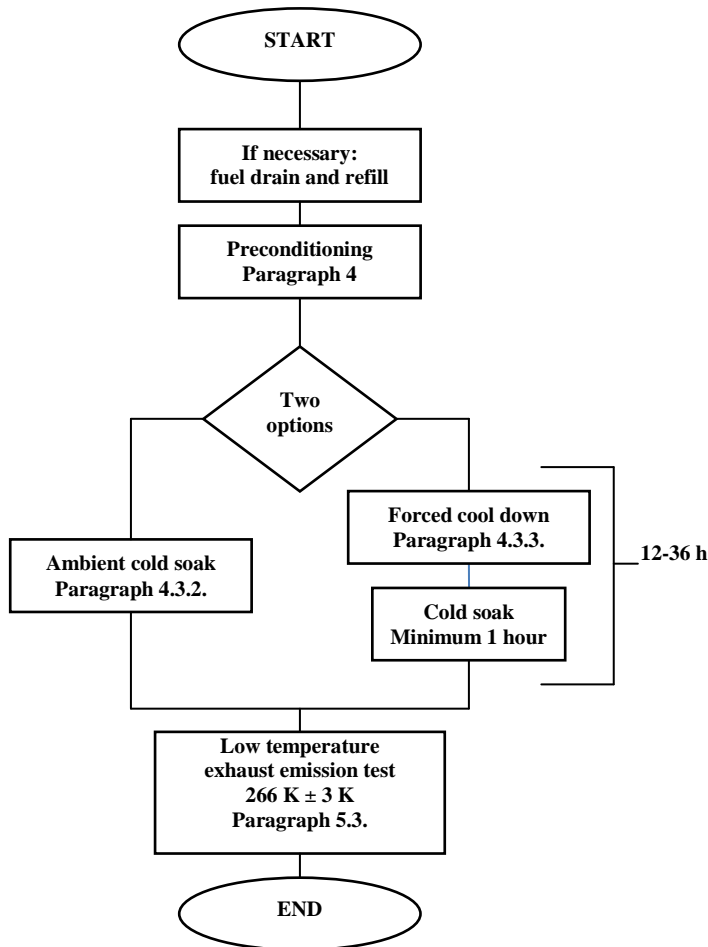 START
If necessary:
fuel drain and refill
Preconditioning
Paragraph 4
Two
options
Ambient cold soak
Paragraph 4.3.2.
Forced cool down
Paragraph 4.3.3.
Cold soak
Minimum 1 hour
12-36 h
Low temperature
exhaust emission test
266 K ± 3 K
Paragraph 5.3.
END